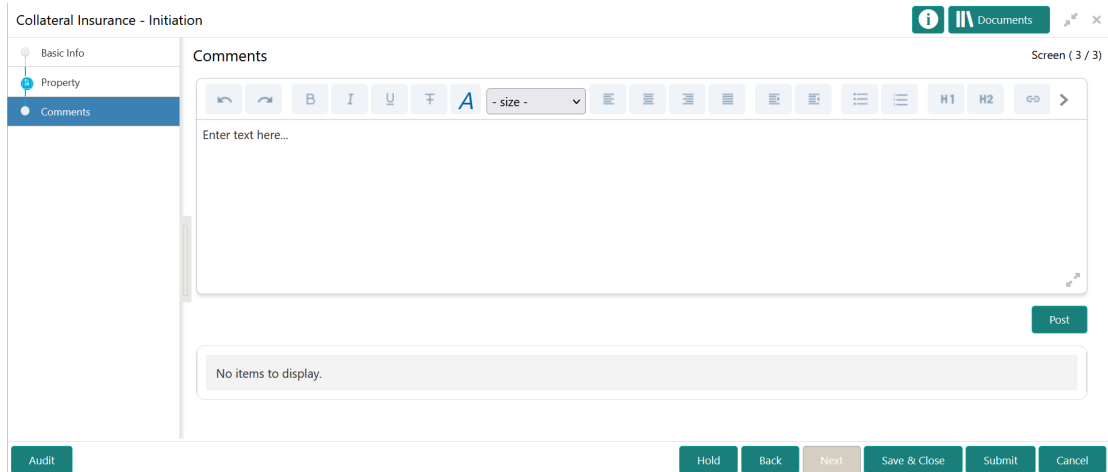 Collateral Insurance - Initiation
Documents
Basic Info
Property
Comments
Comments
Screen ( 3 / 3)
B I U T A - size - H1 H2
Enter text here...
Post
No items to display.
Audit
Hold Back Next Save & Close Submit Cancel